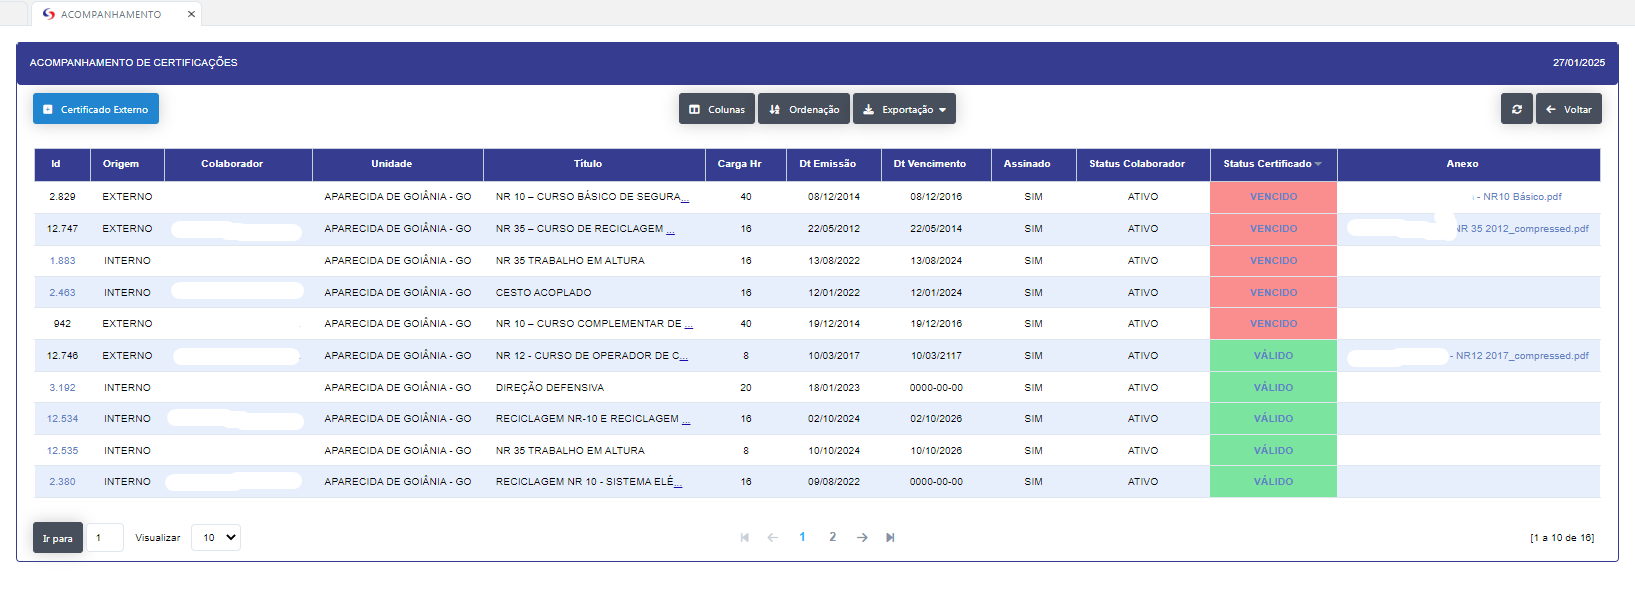 ACOMPANHAMENTO ×
ACOMPANHAMENTO DE CERTIFICAÇÕES 27/01/2025
Certificado Externo Colunas Ordenação Exportação Voltar
Id Origem Colaborador Unidade Título Carga Hr Dt Emissão Dt Vencimento Assinado Status Colaborador Status Certificado Anexo
2.829 EXTERNO APARECIDA DE GOIÂNIA - GO NR 10 – CURSO BÁSICO DE SEGURA... 40 08/12/2014 08/12/2016 SIM ATIVO VENCIDO - NR10 Básico.pdf
12.747 EXTERNO APARECIDA DE GOIÂNIA - GO NR 35 – CURSO DE RECICLAGEM ... 16 22/05/2012 22/05/2014 SIM ATIVO VENCIDO NR 35 2012_compressed.pdf
1.883 INTERNO APARECIDA DE GOIÂNIA - GO NR 35 TRABALHO EM ALTURA 16 13/08/2022 13/08/2024 SIM ATIVO VENCIDO
2.463 INTERNO APARECIDA DE GOIÂNIA - GO CESTO ACOPLADO 16 12/01/2022 12/01/2024 SIM ATIVO VENCIDO
942 EXTERNO APARECIDA DE GOIÂNIA - GO NR 10 – CURSO COMPLEMENTAR DE ... 40 19/12/2014 19/12/2016 SIM ATIVO VENCIDO
12.746 EXTERNO APARECIDA DE GOIÂNIA - GO NR 12 - CURSO DE OPERADOR DE C... 8 10/03/2017 10/03/2117 SIM ATIVO VÁLIDO - NR12 2017_compressed.pdf
3.192 INTERNO APARECIDA DE GOIÂNIA - GO DIREÇÃO DEFENSIVA 20 18/01/2023 0000-00-00 SIM ATIVO VÁLIDO
12.534 INTERNO APARECIDA DE GOIÂNIA - GO RECICLAGEM NR-10 E RECICLAGEM ... 16 02/10/2024 02/10/2026 SIM ATIVO VÁLIDO
12.535 INTERNO APARECIDA DE GOIÂNIA - GO NR 35 TRABALHO EM ALTURA 8 10/10/2024 10/10/2026 SIM ATIVO VÁLIDO
2.380 INTERNO APARECIDA DE GOIÂNIA - GO RECICLAGEM NR 10 - SISTEMA ELÉ... 16 09/08/2022 0000-00-00 SIM ATIVO VÁLIDO
Ir para 1 Visualizar 10 1 2 [1 a 10 de 16]